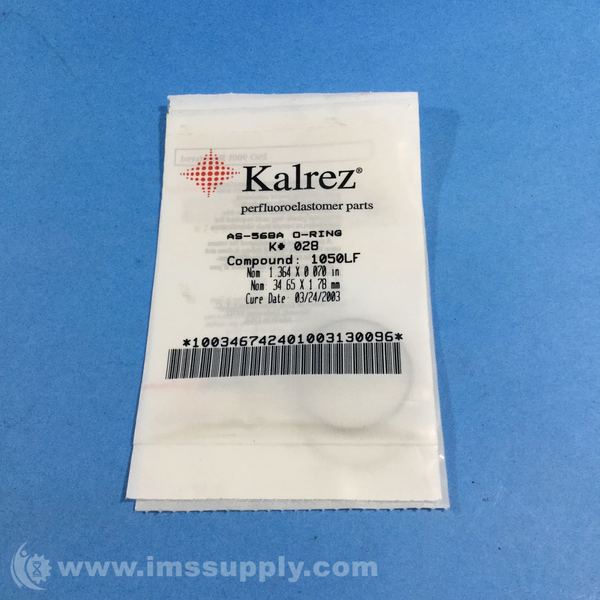 Kalrez®
perfluoroelastomer parts
AS-568A O-RING
K# 028
Compound: 1050LF
Nom 1.364 X 0.070 in
Nom 34.65 X 1.78 mm
Cure Date: 03/24/2003
*100346742401003130096*
www.imssupply.com